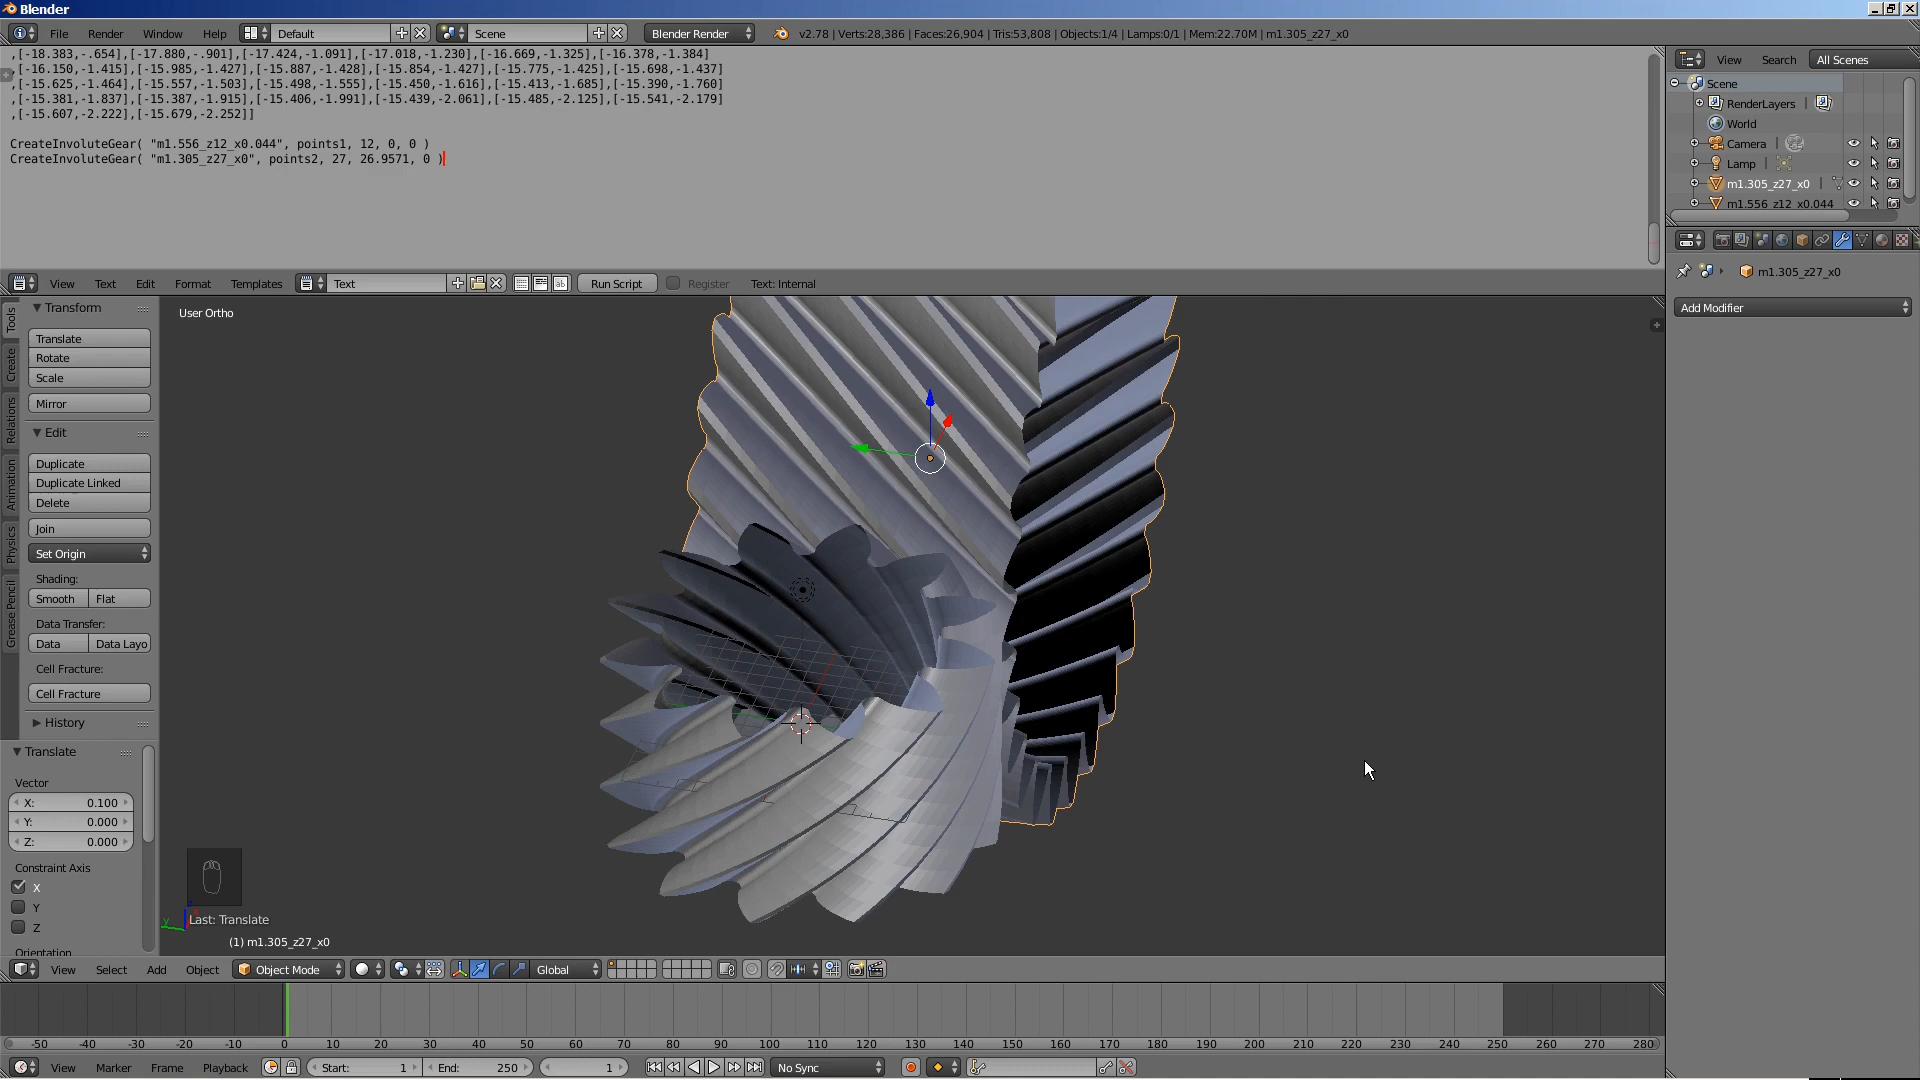 Blender
File Render Window Help Default Scene Blender Render v2.78 | Verts:28,386 | Faces:26,904 | Tris:53,808 | Objects:1/4 | Lamps:0/1 | Mem:22.70M | m1.305_z27_x0
,[-18.383,-.654],[-17.880,-.901],[-17.424,-1.091],[-17.018,-1.230],[-16.669,-1.325],[-16.378,-1.384]
,[-16.150,-1.415],[-15.985,-1.427],[-15.887,-1.428],[-15.854,-1.427],[-15.775,-1.425],[-15.698,-1.437]
,[-15.625,-1.464],[-15.557,-1.503],[-15.498,-1.555],[-15.450,-1.616],[-15.413,-1.685],[-15.390,-1.760]
,[-15.381,-1.837],[-15.387,-1.915],[-15.406,-1.991],[-15.439,-2.061],[-15.485,-2.125],[-15.541,-2.179]
,[-15.607,-2.222],[-15.679,-2.252]]
CreateInvoluteGear( "m1.556_z12_x0.044", points1, 12, 0, 0 )
CreateInvoluteGear( "m1.305_z27_x0", points2, 27, 26.9571, 0 )
View Text Edit Format Templates Text Run Script Register Text: Internal
View Search All Scenes
Scene
RenderLayers
World
Camera
Lamp
m1.305_z27_x0
m1.556_z12_x0.044
m1.305_z27_x0
Add Modifier
Tools
Create
Relations
Animation
Physics
Grease Pencil
Transform
Translate
Rotate
Scale
Mirror
Edit
Duplicate
Duplicate Linked
Delete
Join
Set Origin
Shading:
Smooth Flat
Data Transfer:
Data Data Layo
Cell Fracture:
Cell Fracture
History
Translate
Vector
X: 0.100
Y: 0.000
Z: 0.000
Constraint Axis
X
Y
Z
Orientation
User Ortho
y z
Last: Translate
(1) m1.305_z27_x0
View Select Add Object Object Mode Global
-50 -40 -30 -20 -10 0 10 20 30 40 50 60 70 80 90 100 110 120 130 140 150 160 170 180 190 200 210 220 230 240 250 260 270 280
View Marker Frame Playback Start: 1 End: 250 1 No Sync